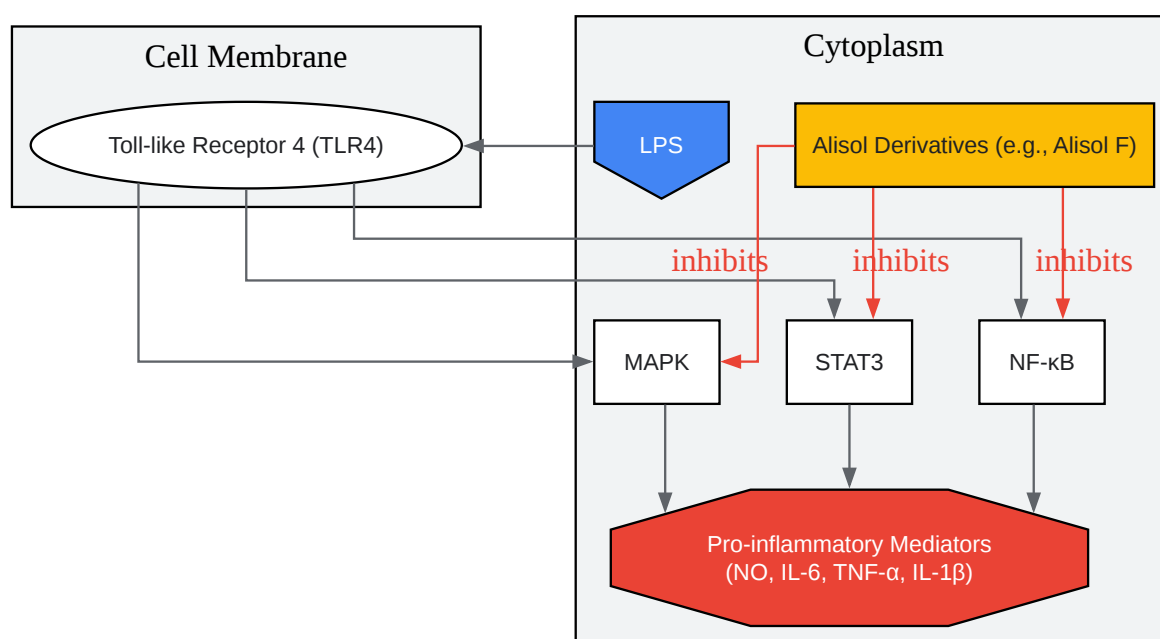 Cell Membrane
Cytoplasm
Toll-like Receptor 4 (TLR4)
LPS
Alisol Derivatives (e.g., Alisol F)
inhibits
inhibits
inhibits
MAPK
STAT3
NF-κB
Pro-inflammatory Mediators
(NO, IL-6, TNF-α, IL-1β)